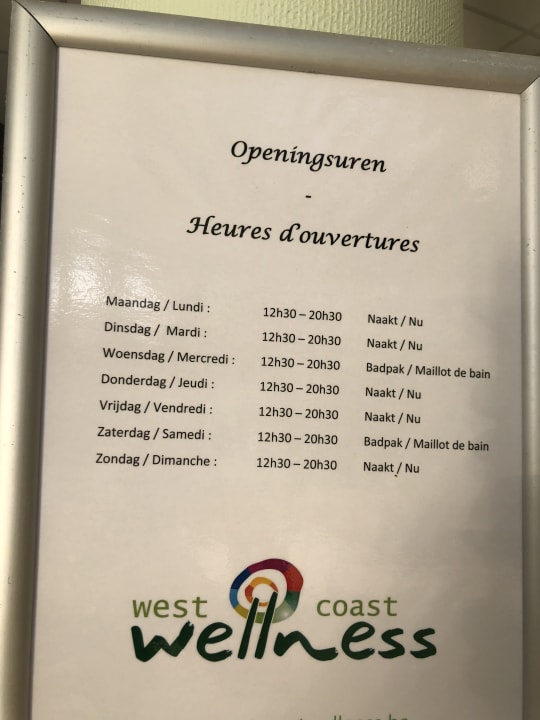 Openingsuren
-
Heures d'ouvertures
Maandag / Lundi : 12h30 – 20h30 Naakt / Nu
Dinsdag / Mardi : 12h30 – 20h30 Naakt / Nu
Woensdag / Mercredi : 12h30 – 20h30 Badpak / Maillot de bain
Donderdag / Jeudi : 12h30 – 20h30 Naakt / Nu
Vrijdag / Vendredi : 12h30 – 20h30 Naakt / Nu
Zaterdag / Samedi : 12h30 – 20h30 Badpak / Maillot de bain
Zondag / Dimanche : 12h30 – 20h30 Naakt / Nu
west coast
wellness